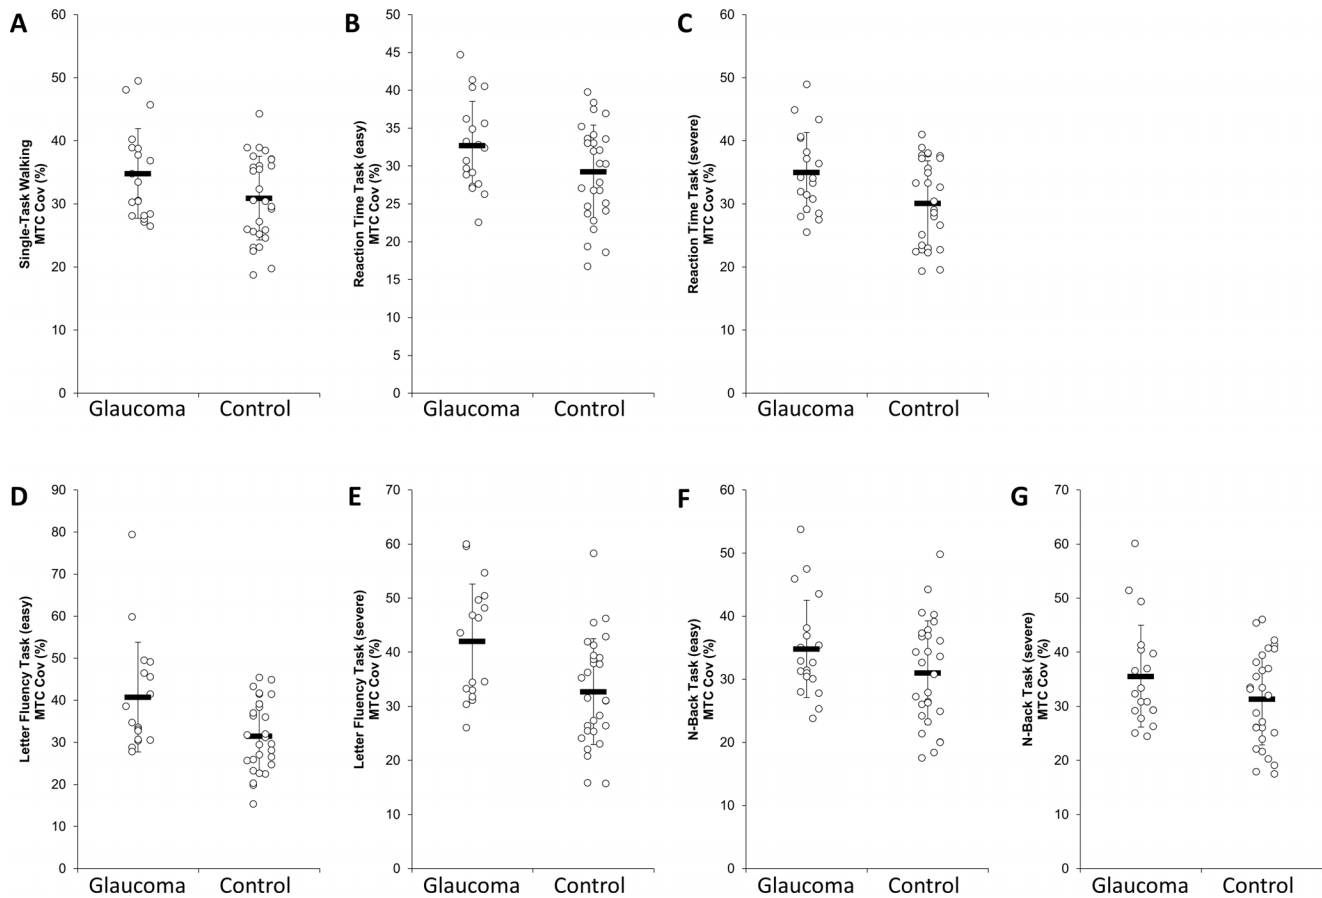 A
Single-Task Walking
MTC Cov (%)
60
50
40
30
20
10
0
Glaucoma Control
B
Reaction Time Task (easy)
MTC Cov (%)
50
45
40
35
30
25
20
15
10
5
0
Glaucoma Control
C
Reaction Time Task (severe)
MTC Cov (%)
60
50
40
30
20
10
0
Glaucoma Control
D
Letter Fluency Task (easy)
MTC Cov (%)
90
80
70
60
50
40
30
20
10
0
Glaucoma Control
E
Letter Fluency Task (severe)
MTC Cov (%)
70
60
50
40
30
20
10
0
Glaucoma Control
F
N-Back Task (easy)
MTC Cov (%)
60
50
40
30
20
10
0
Glaucoma Control
G
N-Back Task (severe)
MTC Cov (%)
70
60
50
40
30
20
10
0
Glaucoma Control